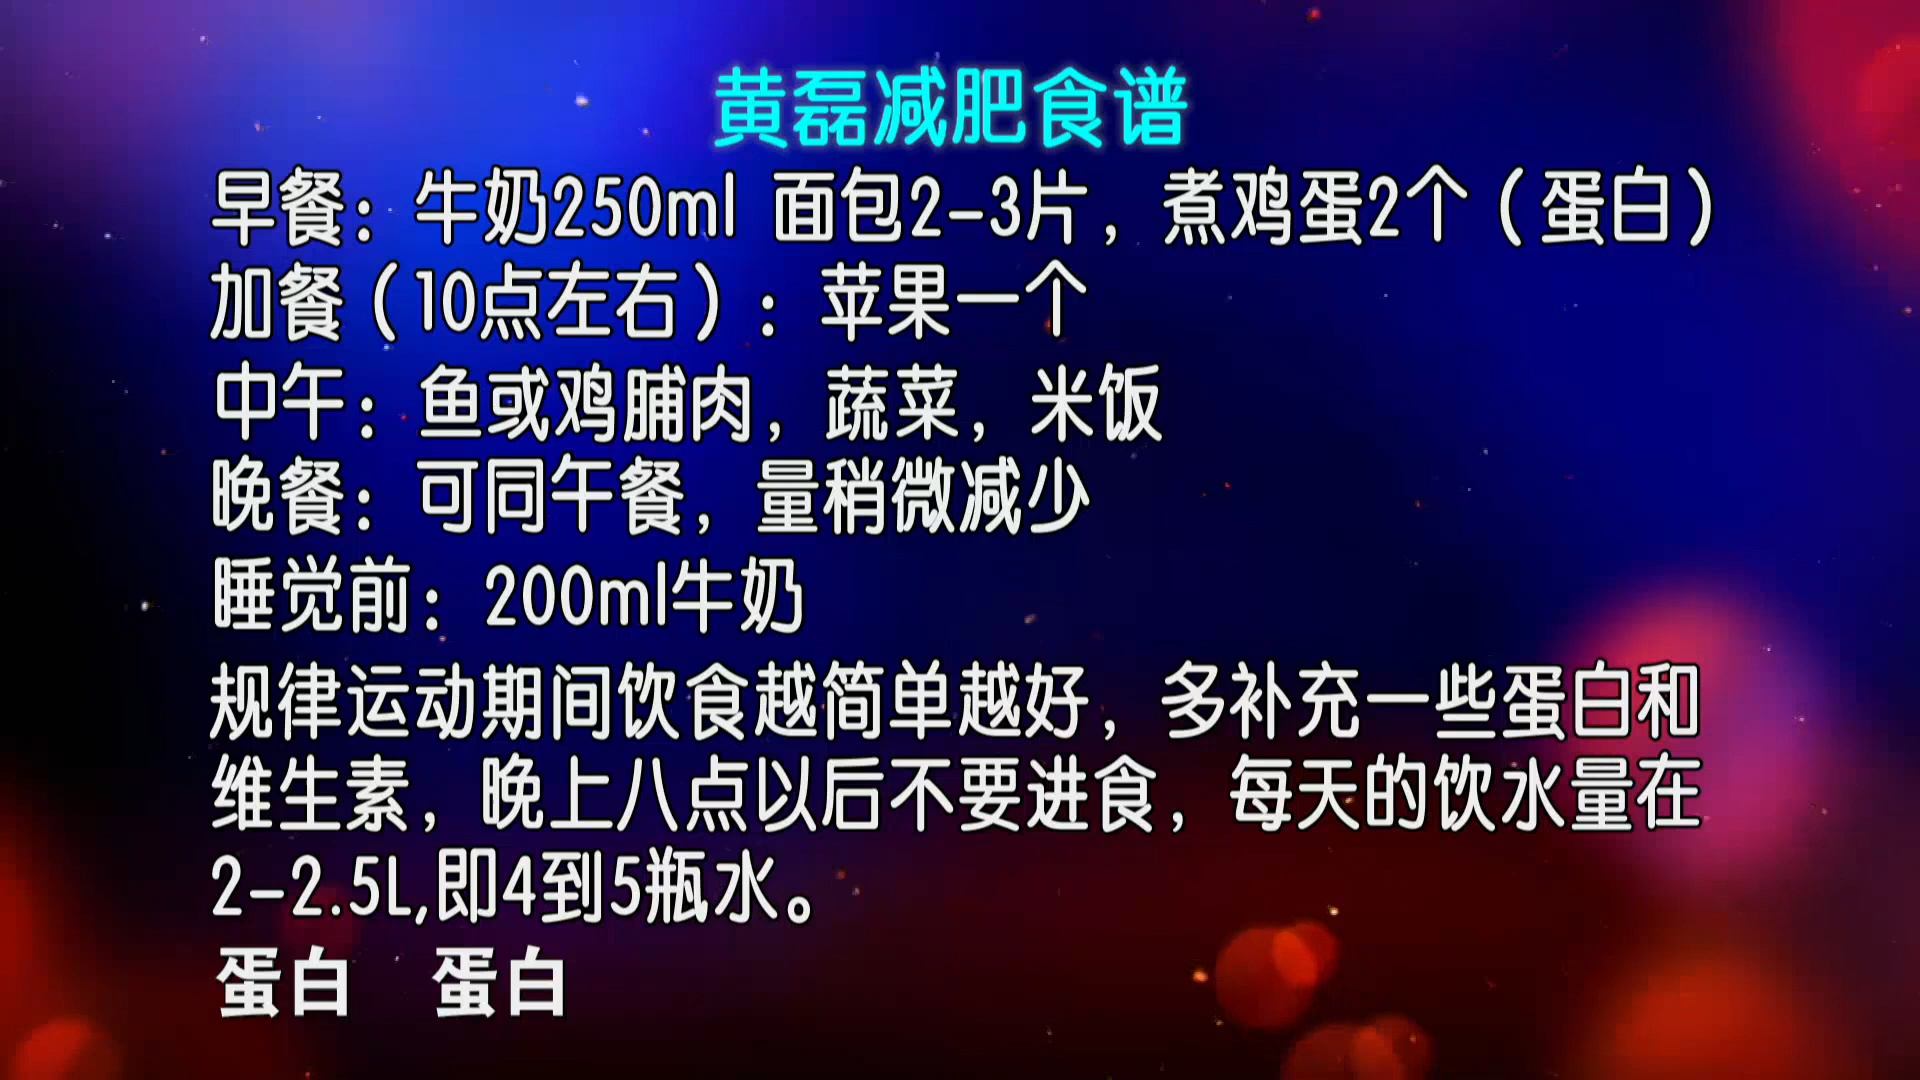 黄磊减肥食谱
早餐：牛奶250ml 面包2-3片，煮鸡蛋2个（蛋白）
加餐（10点左右）：苹果一个
中午：鱼或鸡脯肉，蔬菜，米饭
晚餐：可同午餐，量稍微减少
睡觉前：200ml牛奶
规律运动期间饮食越简单越好，多补充一些蛋白和
维生素，晚上八点以后不要进食，每天的饮水量在
2-2.5L,即4到5瓶水。
蛋白 蛋白